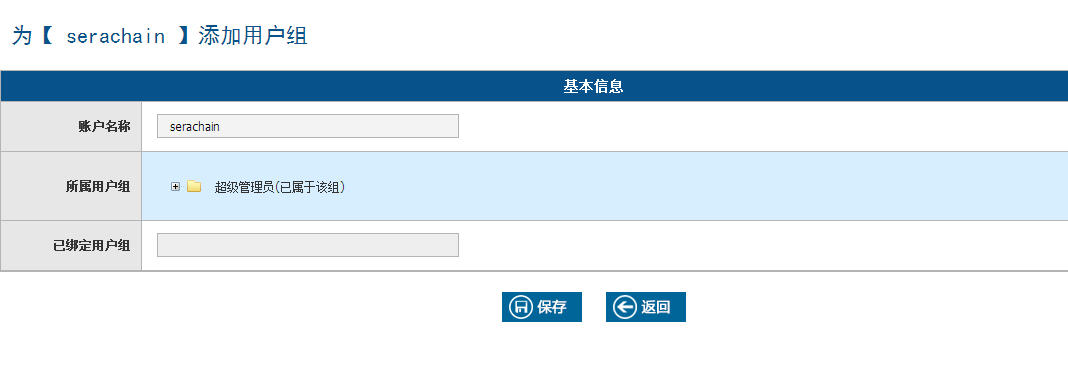 为【 serachain 】添加用户组
基本信息
账户名称 serachain
所属用户组 超级管理员(已属于该组)
已绑定用户组
保存 返回